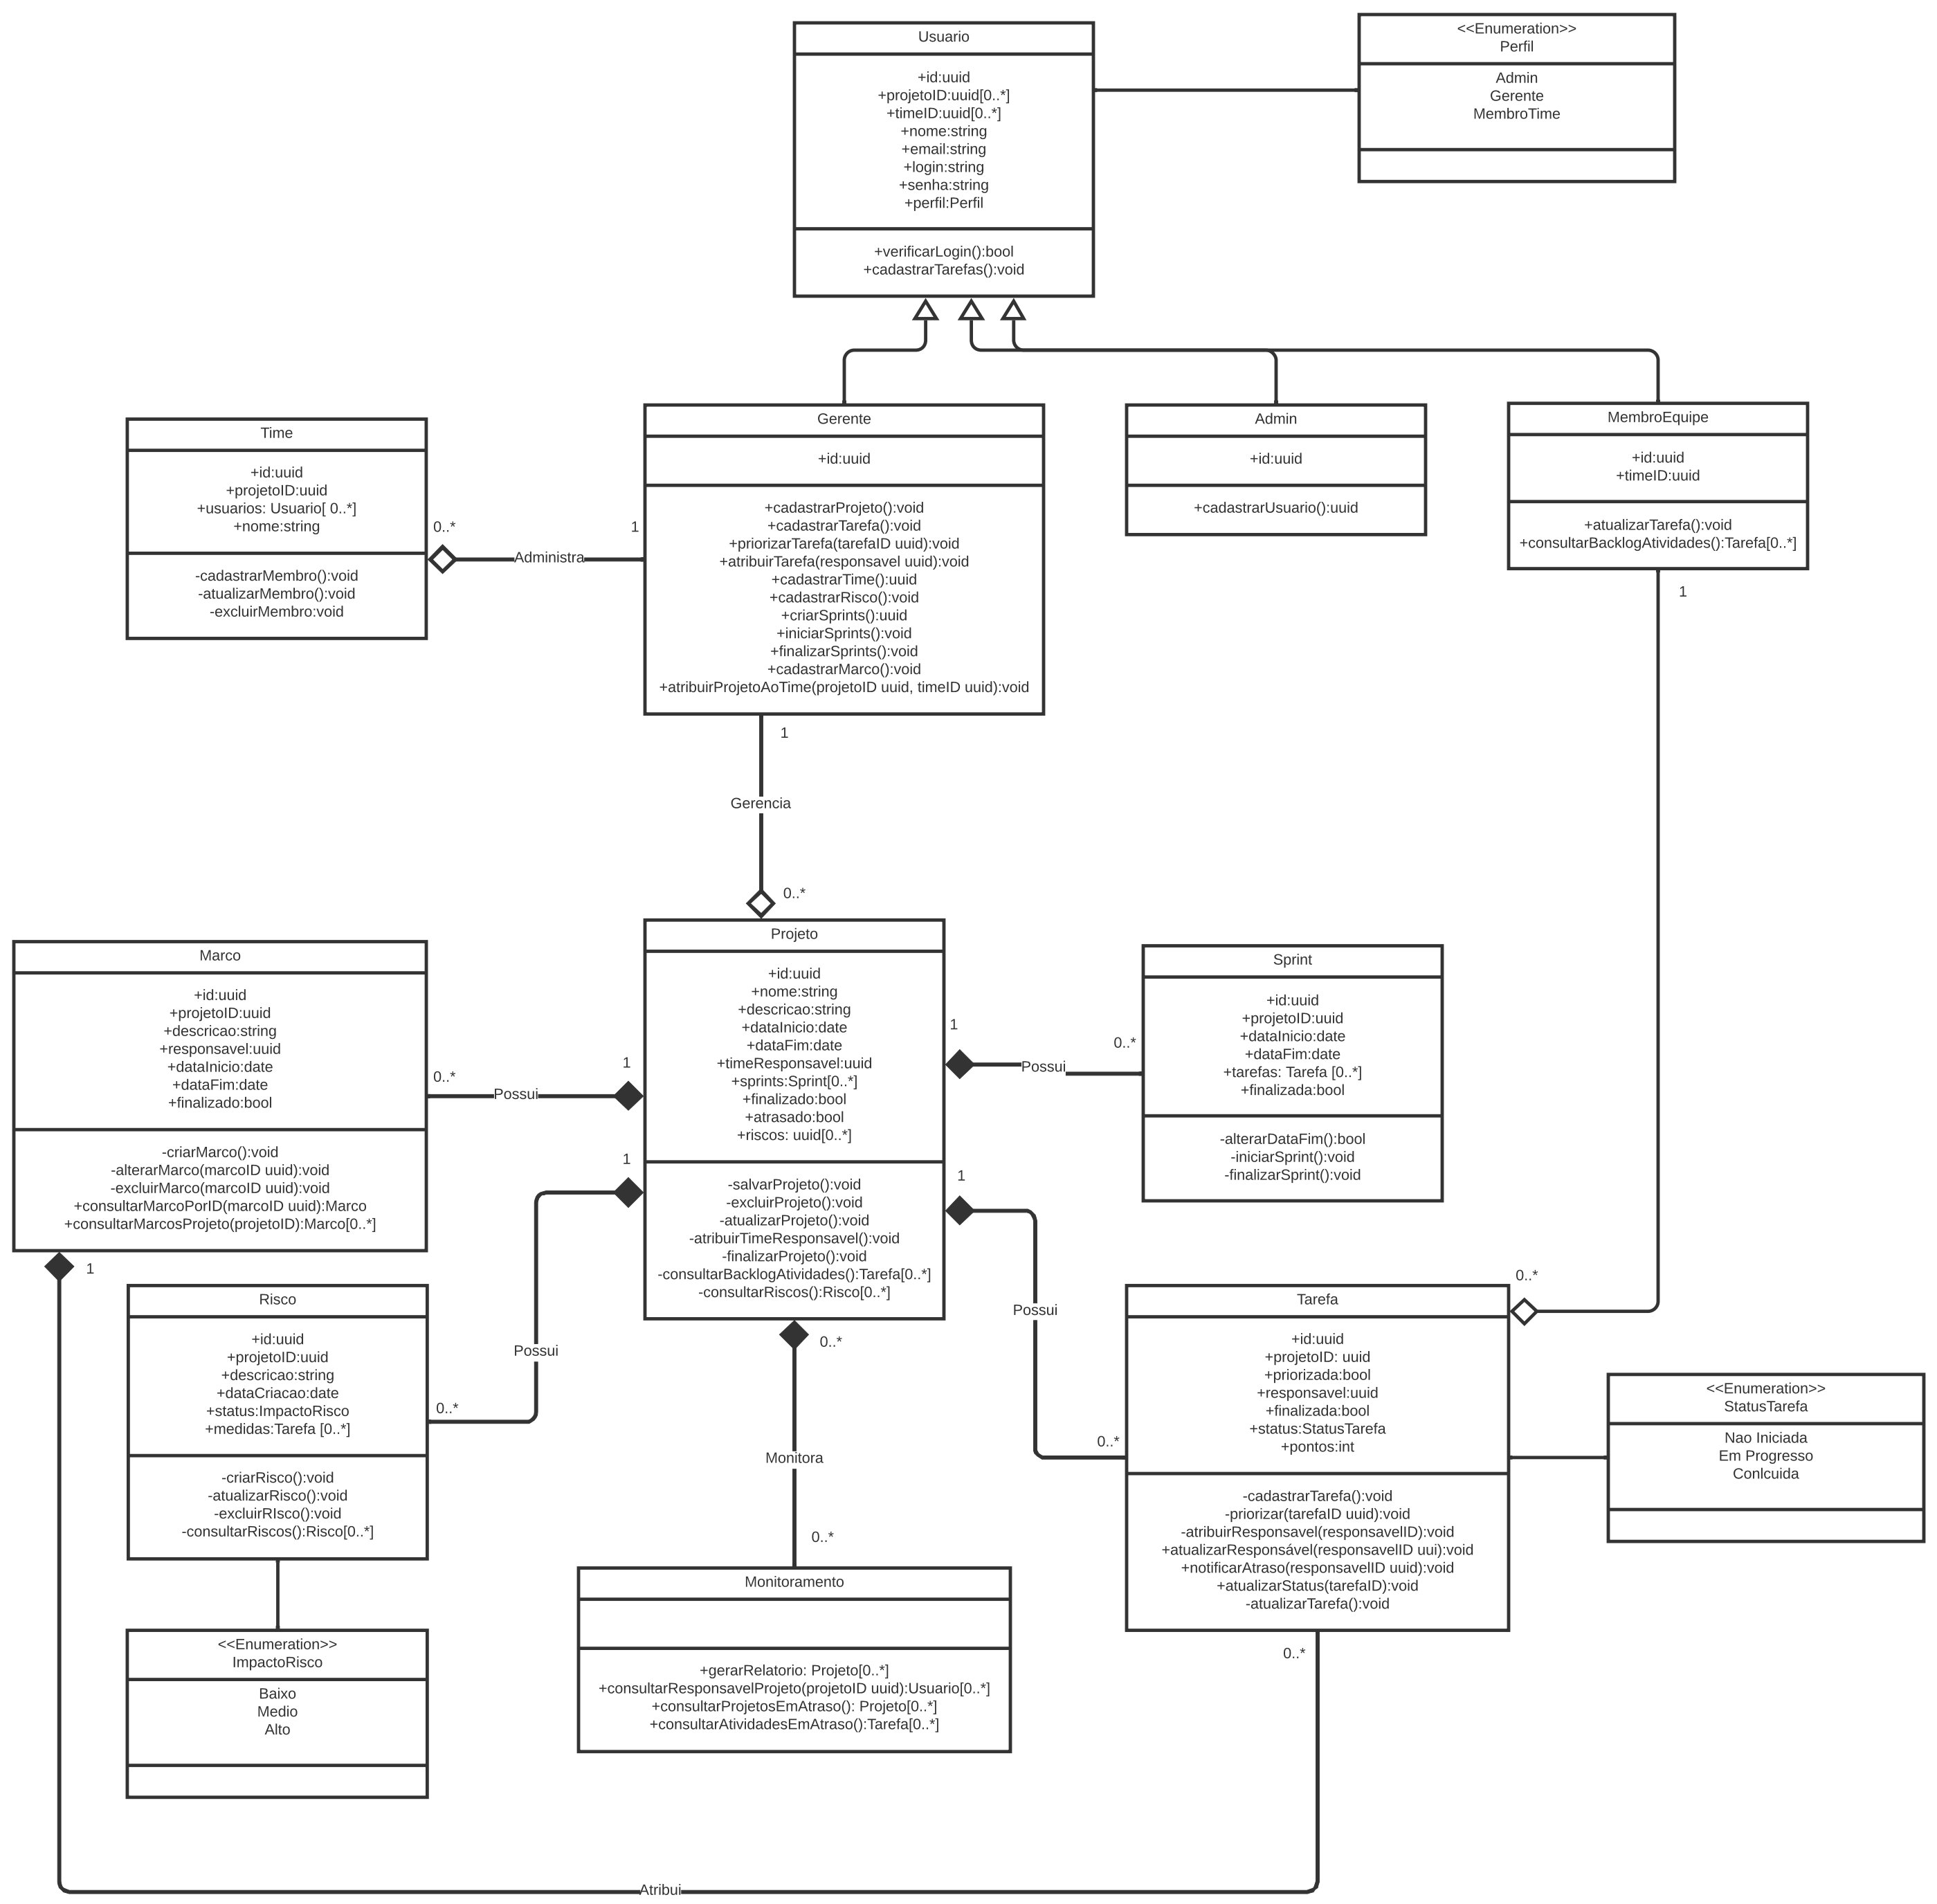 Usuario
+id:uuid
+projetoID:uuid[0..*]
+timeID:uuid[0..*]
+nome:string
+email:string
+login:string
+senha:string
+perfil:Perfil
+verificarLogin():bool
+cadastrarTarefas():void
<<Enumeration>>
Perfil
Admin
Gerente
MembroTime
Time
+id:uuid
+projetoID:uuid
+usuarios: Usuario[ 0..*]
+nome:string
-cadastrarMembro():void
-atualizarMembro():void
-excluirMembro:void
0..*
Administra
1
Gerente
+id:uuid
+cadastrarProjeto():void
+cadastrarTarefa():void
+priorizarTarefa(tarefaID uuid):void
+atribuirTarefa(responsavel uuid):void
+cadastrarTime():uuid
+cadastrarRisco():void
+criarSprints():uuid
+iniciarSprints():void
+finalizarSprints():void
+cadastrarMarco():void
+atribuirProjetoAoTime(projetoID uuid, timeID uuid):void
Admin
+id:uuid
+cadastrarUsuario():uuid
MembroEquipe
+id:uuid
+timeID:uuid
+atualizarTarefa():void
+consultarBacklogAtividades():Tarefa[0..*]
1
1
Gerencia
0..*
Marco
+id:uuid
+projetoID:uuid
+descricao:string
+responsavel:uuid
+dataInicio:date
+dataFim:date
+finalizado:bool
-criarMarco():void
-alterarMarco(marcoID uuid):void
-excluirMarco(marcoID uuid):void
+consultarMarcoPorID(marcoID uuid):Marco
+consultarMarcosProjeto(projetoID):Marco[0..*]
0..*
Possui
1
Projeto
+id:uuid
+nome:string
+descricao:string
+dataInicio:date
+dataFim:date
+timeResponsavel:uuid
+sprints:Sprint[0..*]
+finalizado:bool
+atrasado:bool
+riscos: uuid[0..*]
-salvarProjeto():void
-excluirProjeto():void
-atualizarProjeto():void
-atribuirTimeResponsavel():void
-finalizarProjeto():void
-consultarBacklogAtividades():Tarefa[0..*]
-consultarRiscos():Risco[0..*]
1
Possui
0..*
Sprint
+id:uuid
+projetoID:uuid
+dataInicio:date
+dataFim:date
+tarefas: Tarefa [0..*]
+finalizada:bool
-alterarDataFim():bool
-iniciarSprint():void
-finalizarSprint():void
1
1
1
Risco
+id:uuid
+projetoID:uuid
+descricao:string
+dataCriacao:date
+status:ImpactoRisco
+medidas:Tarefa [0..*]
-criarRisco():void
-atualizarRisco():void
-excluirRIsco():void
-consultarRiscos():Risco[0..*]
Possui
0..*
0..*
Monitora
0..*
Possui
0..*
0..*
Tarefa
+id:uuid
+projetoID: uuid
+priorizada:bool
+responsavel:uuid
+finalizada:bool
+status:StatusTarefa
+pontos:int
-cadastrarTarefa():void
-priorizar(tarefaID uuid):void
-atribuirResponsavel(responsavelID):void
+atualizarResponsável(responsavelID uui):void
+notificarAtraso(responsavelID uuid):void
+atualizarStatus(tarefaID):void
-atualizarTarefa():void
<<Enumeration>>
StatusTarefa
Nao Iniciada
Em Progresso
Conlcuida
<<Enumeration>>
ImpactoRisco
Baixo
Medio
Alto
Monitoramento
+gerarRelatorio: Projeto[0..*]
+consultarResponsavelProjeto(projetoID uuid):Usuario[0..*]
+consultarProjetosEmAtraso(): Projeto[0..*]
+consultarAtividadesEmAtraso():Tarefa[0..*]
0..*
Atribui